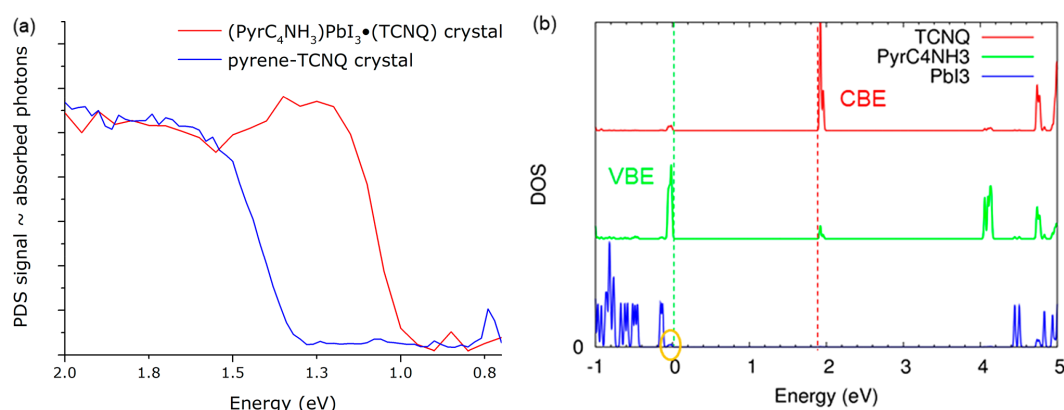 (a)
(PyrC₄NH₃)PbI₃•(TCNQ) crystal
pyrene-TCNQ crystal
PDS signal ~ absorbed photons
2.0 1.8 1.5 1.3 1.0 0.8
Energy (eV)
(b)
TCNQ
PyrC4NH3
PbI3
CBE
VBE
DOS
0
-1 0 1 2 3 4 5
Energy (eV)